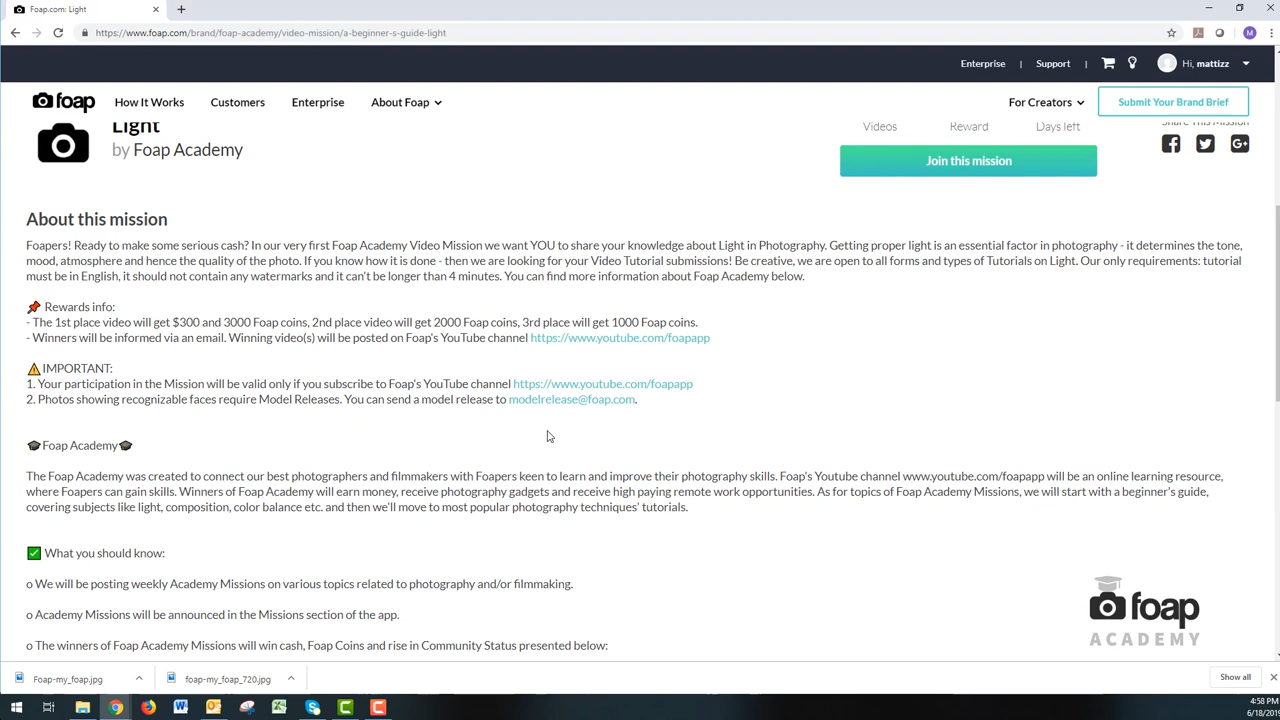 Foap.com: Light
https://www.foap.com/brand/foap-academy/video-mission/a-beginner-s-guide-light
M
Enterprise | Support | Hi, mattizz
foap How It Works Customers Enterprise About Foap For Creators Submit Your Brand Brief
Light Videos Reward Days left Share This Mission
by Foap Academy
Join this mission
About this mission
Foapers! Ready to make some serious cash? In our very first Foap Academy Video Mission we want YOU to share your knowledge about Light in Photography. Getting proper light is an essential factor in photography - it determines the tone,
mood, atmosphere and hence the quality of the photo. If you know how it is done - then we are looking for your Video Tutorial submissions! Be creative, we are open to all forms and types of Tutorials on Light. Our only requirements: tutorial
must be in English, it should not contain any watermarks and it can't be longer than 4 minutes. You can find more information about Foap Academy below.
📌 Rewards info:
- The 1st place video will get $300 and 3000 Foap coins, 2nd place video will get 2000 Foap coins, 3rd place will get 1000 Foap coins.
- Winners will be informed via an email. Winning video(s) will be posted on Foap's YouTube channel https://www.youtube.com/foapapp
⚠️IMPORTANT:
1. Your participation in the Mission will be valid only if you subscribe to Foap's YouTube channel https://www.youtube.com/foapapp
2. Photos showing recognizable faces require Model Releases. You can send a model release to modelrelease@foap.com.
🎓Foap Academy🎓
The Foap Academy was created to connect our best photographers and filmmakers with Foapers keen to learn and improve their photography skills. Foap's Youtube channel www.youtube.com/foapapp will be an online learning resource,
where Foapers can gain skills. Winners of Foap Academy will earn money, receive photography gadgets and receive high paying remote work opportunities. As for topics of Foap Academy Missions, we will start with a beginner's guide,
covering subjects like light, composition, color balance etc. and then we'll move to most popular photography techniques' tutorials.
✅ What you should know:
o We will be posting weekly Academy Missions on various topics related to photography and/or filmmaking.
o Academy Missions will be announced in the Missions section of the app.
o The winners of Foap Academy Missions will win cash, Foap Coins and rise in Community Status presented below:
foap
ACADEMY
Foap-my_foap.jpg foap-my_foap_720.jpg Show all
4:58 PM
6/18/201